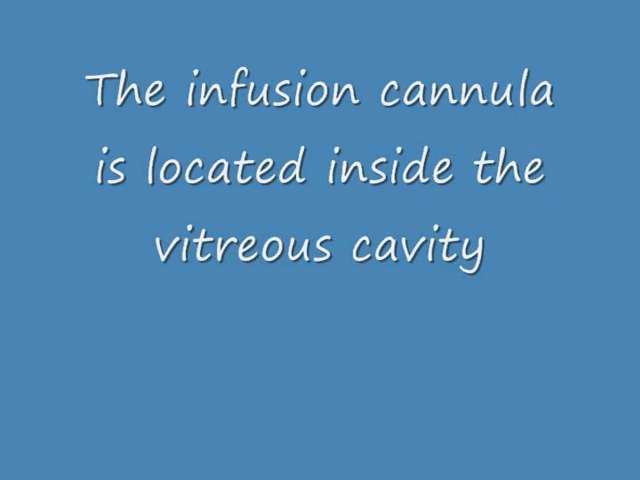 The infusion cannula
is located inside the
vitreous cavity